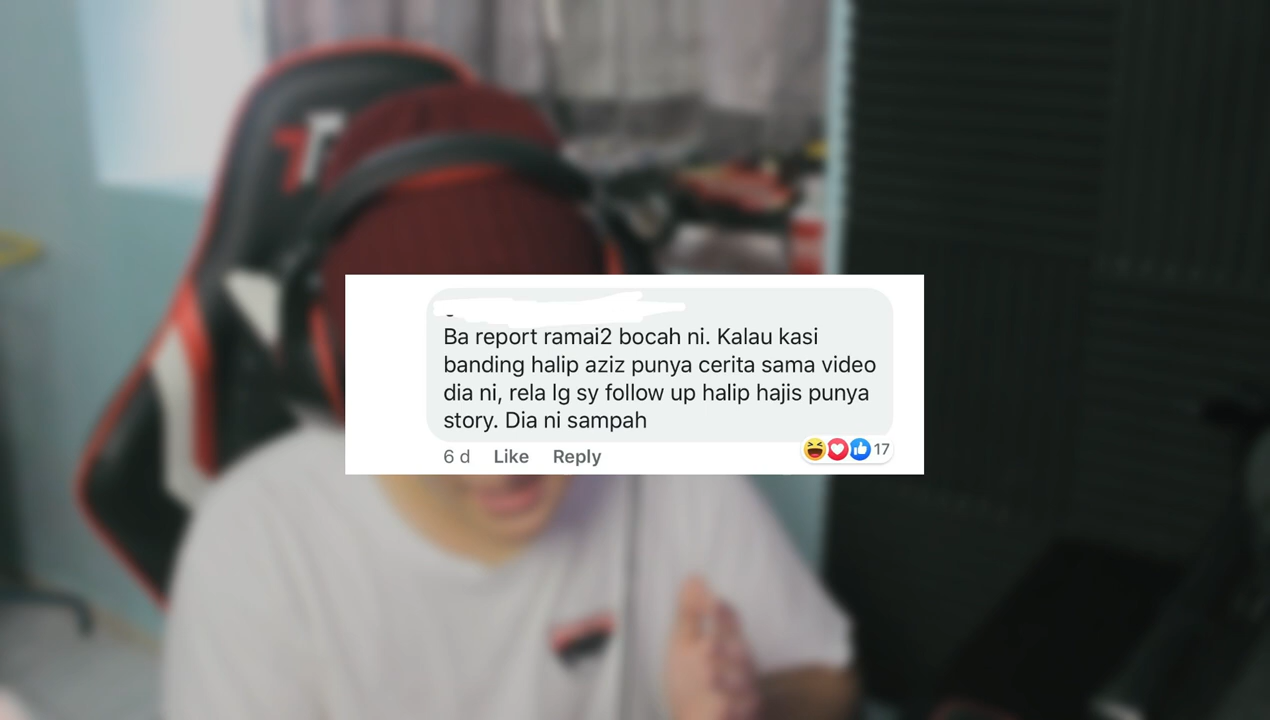 Ba report ramai2 bocah ni. Kalau kasi
banding halip aziz punya cerita sama video
dia ni, rela lg sy follow up halip hajis punya
story. Dia ni sampah
6 d Like Reply 17